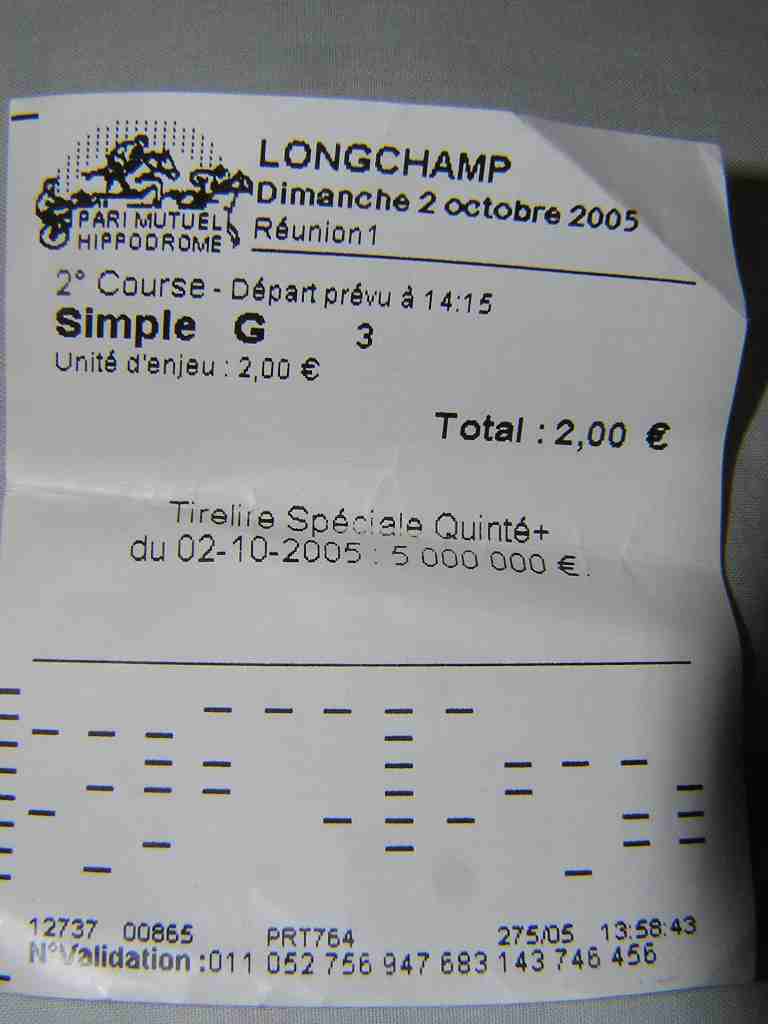 PARI MUTUEL
HIPPODROME
LONGCHAMP
Dimanche 2 octobre 2005
Réunion 1
2° Course - Départ prévu à 14:15
Simple G 3
Unité d'enjeu : 2,00 €
Total : 2,00 €
Tirelire Spéciale Quinté+
du 02-10-2005 : 5 000 000 €.
12737 00865 PRT764 275/05 13:58:43
N°Validation :011 052 756 947 683 143 746 456